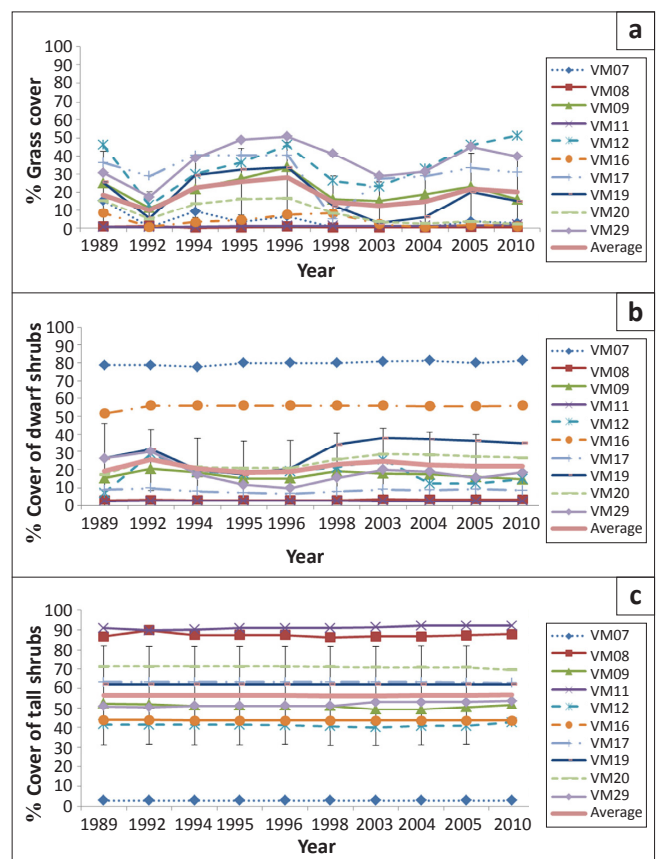 a
% Grass cover
100
90
80
70
60
50
40
30
20
10
0
1989 1992 1994 1995 1996 1998 2003 2004 2005 2010
Year
VM07
VM08
VM09
VM11
VM12
VM16
VM17
VM19
VM20
VM29
Average
b
% Cover of dwarf shrubs
100
90
80
70
60
50
40
30
20
10
0
1989 1992 1994 1995 1996 1998 2003 2004 2005 2010
Year
VM07
VM08
VM09
VM11
VM12
VM16
VM17
VM19
VM20
VM29
Average
c
% Cover of tall shrubs
100
90
80
70
60
50
40
30
20
10
0
1989 1992 1994 1995 1996 1998 2003 2004 2005 2010
Year
VM07
VM08
VM09
VM11
VM12
VM16
VM17
VM19
VM20
VM29
Average